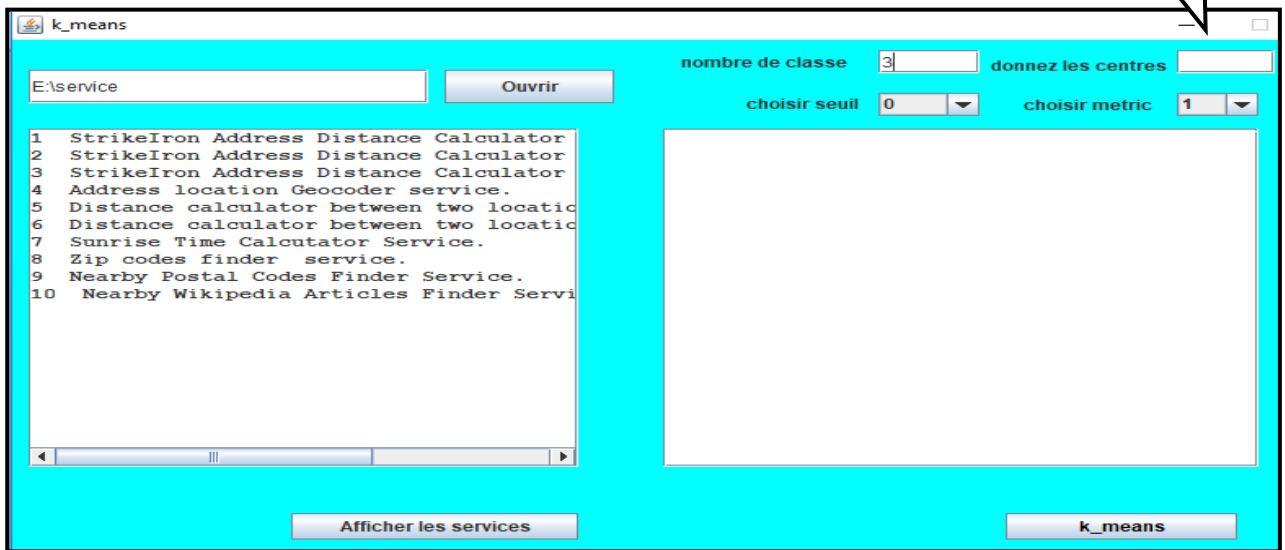 k_means
nombre de classe 3 donnez les centres
E:\service Ouvrir
choisir seuil 0 choisir metric 1
1 StrikeIron Address Distance Calculator
2 StrikeIron Address Distance Calculator
3 StrikeIron Address Distance Calculator
4 Address location Geocoder service.
5 Distance calculator between two locatio
6 Distance calculator between two locatio
7 Sunrise Time Calcutator Service.
8 Zip codes finder service.
9 Nearby Postal Codes Finder Service.
10 Nearby Wikipedia Articles Finder Servi
Afficher les services k_means